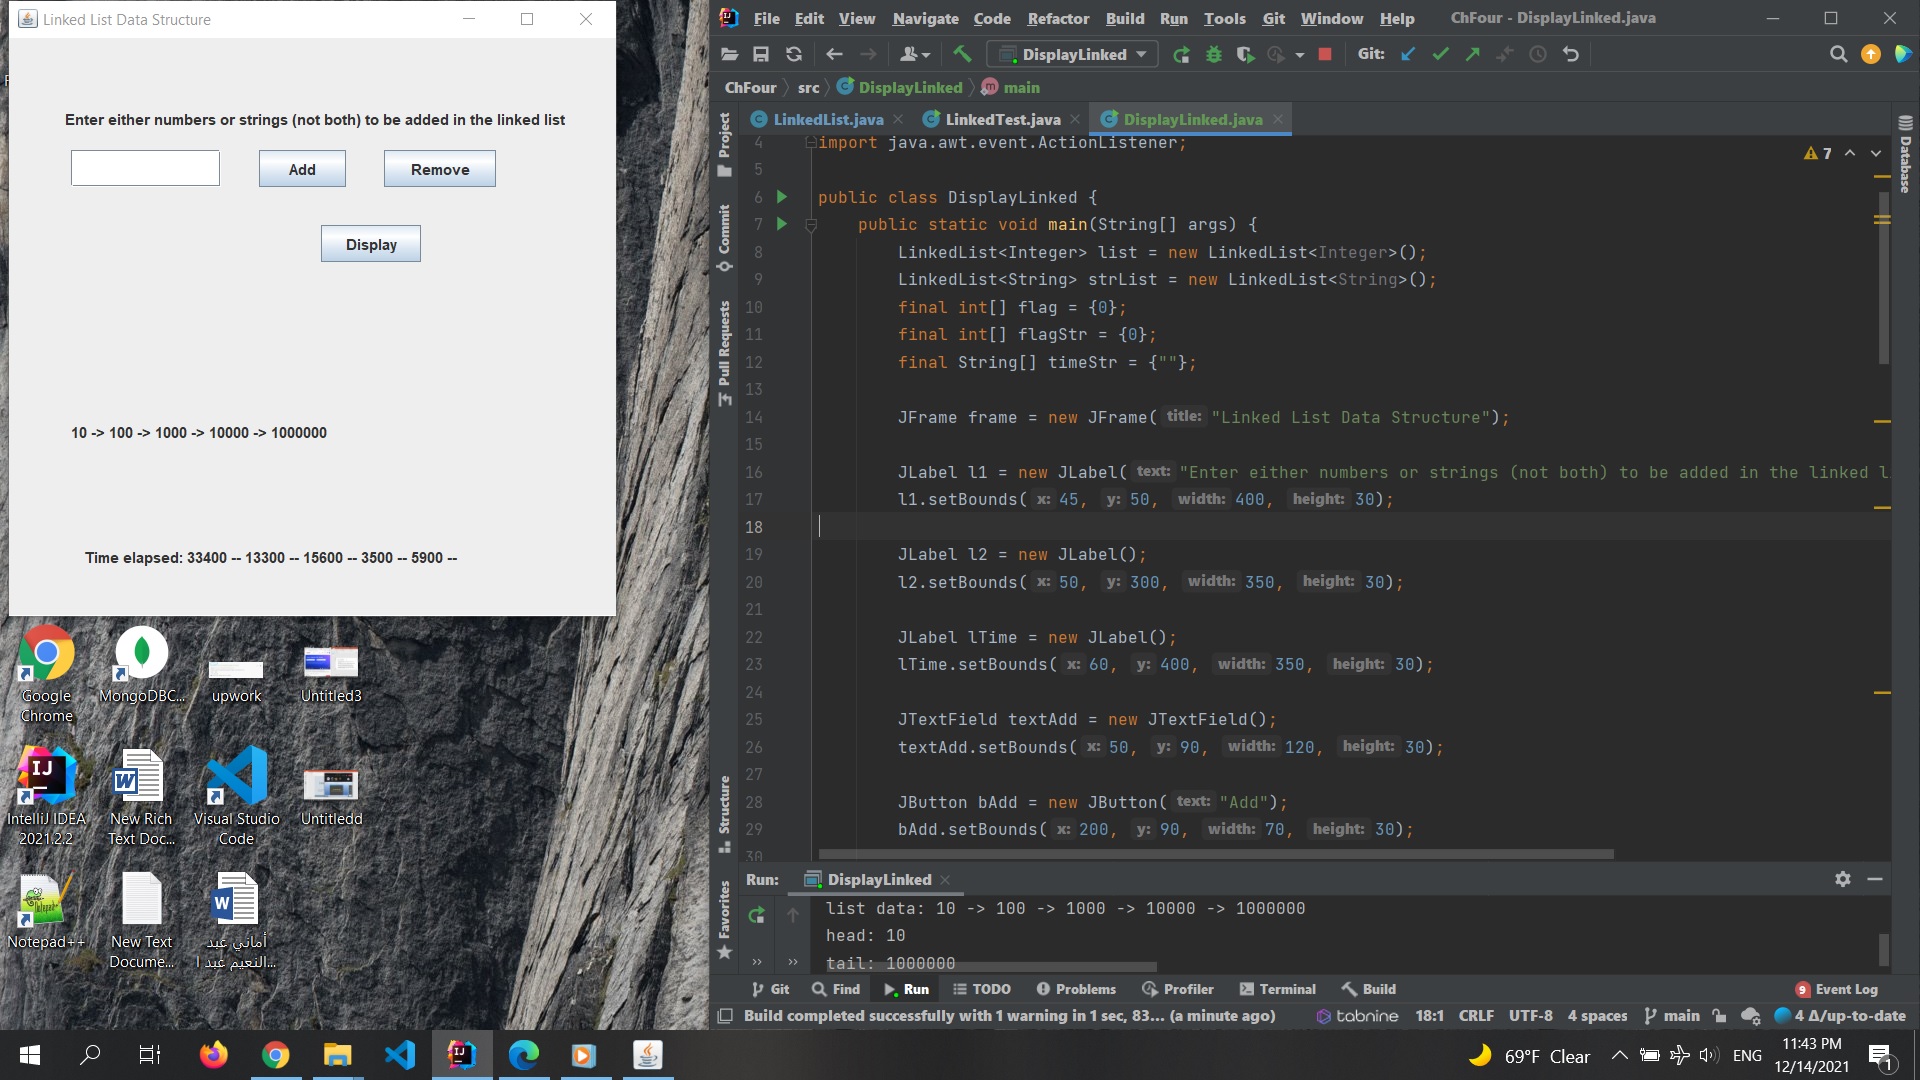 Linked List Data Structure
Enter either numbers or strings (not both) to be added in the linked list
Add
Remove
Display
10 -> 100 -> 1000 -> 10000 -> 1000000
Time elapsed: 33400 -- 13300 -- 15600 -- 3500 -- 5900 --
Google Chrome
MongoDBC...
upwork
Untitled3
IntelliJ IDEA 2021.2.2
New Rich Text Doc...
Visual Studio Code
Untitledd
Notepad++
New Text Docume...
أماني عبد
النعيم عبد ا...
File Edit View Navigate Code Refactor Build Run Tools Git Window Help ChFour - DisplayLinked.java
DisplayLinked Git:
ChFour src DisplayLinked main
LinkedList.java LinkedTest.java DisplayLinked.java
Project
Commit
Pull Requests
Structure
Favorites
Database
7
4 import java.awt.event.ActionListener;
5
6 public class DisplayLinked {
7 public static void main(String[] args) {
8 LinkedList<Integer> list = new LinkedList<Integer>();
9 LinkedList<String> strList = new LinkedList<String>();
10 final int[] flag = {0};
11 final int[] flagStr = {0};
12 final String[] timeStr = {""};
13
14 JFrame frame = new JFrame( title: "Linked List Data Structure");
15
16 JLabel l1 = new JLabel( text: "Enter either numbers or strings (not both) to be added in the linked l
17 l1.setBounds( x: 45, y: 50, width: 400, height: 30);
18
19 JLabel l2 = new JLabel();
20 l2.setBounds( x: 50, y: 300, width: 350, height: 30);
21
22 JLabel lTime = new JLabel();
23 lTime.setBounds( x: 60, y: 400, width: 350, height: 30);
24
25 JTextField textAdd = new JTextField();
26 textAdd.setBounds( x: 50, y: 90, width: 120, height: 30);
27
28 JButton bAdd = new JButton( text: "Add");
29 bAdd.setBounds( x: 200, y: 90, width: 70, height: 30);
30
Run: DisplayLinked
list data: 10 -> 100 -> 1000 -> 10000 -> 1000000
head: 10
tail: 1000000
Git Find Run TODO Problems Profiler Terminal Build 9 Event Log
Build completed successfully with 1 warning in 1 sec, 83... (a minute ago) tabnine 18:1 CRLF UTF-8 4 spaces main 4 Δ/up-to-date
69°F Clear ENG 11:43 PM
12/14/2021
1